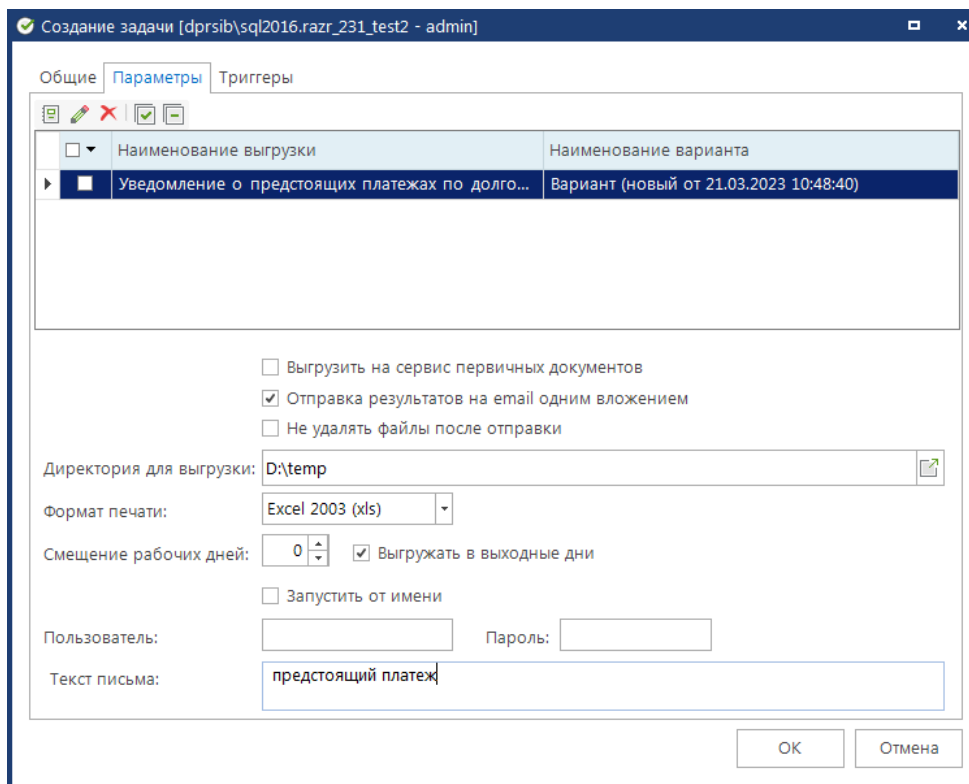 Создание задачи [dprsib\sql2016.razr_231_test2 - admin]
Общие Параметры Триггеры
Наименование выгрузки Наименование варианта
Уведомление о предстоящих платежах по долго... Вариант (новый от 21.03.2023 10:48:40)
Выгрузить на сервис первичных документов
Отправка результатов на email одним вложением
Не удалять файлы после отправки
Директория для выгрузки: D:\temp
Формат печати: Excel 2003 (xls)
Смещение рабочих дней: 0 Выгружать в выходные дни
Запустить от имени
Пользователь: Пароль:
Текст письма: предстоящий платеж
ОК Отмена